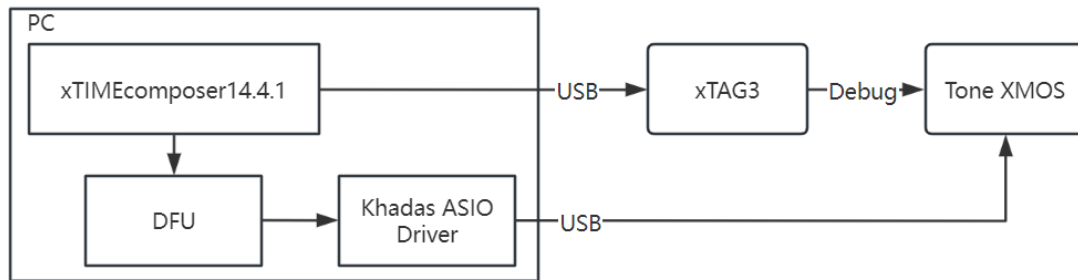 PC
xTIMEcomposer14.4.1
USB
xTAG3
Debug
Tone XMOS
DFU
Khadas ASIO
Driver
USB